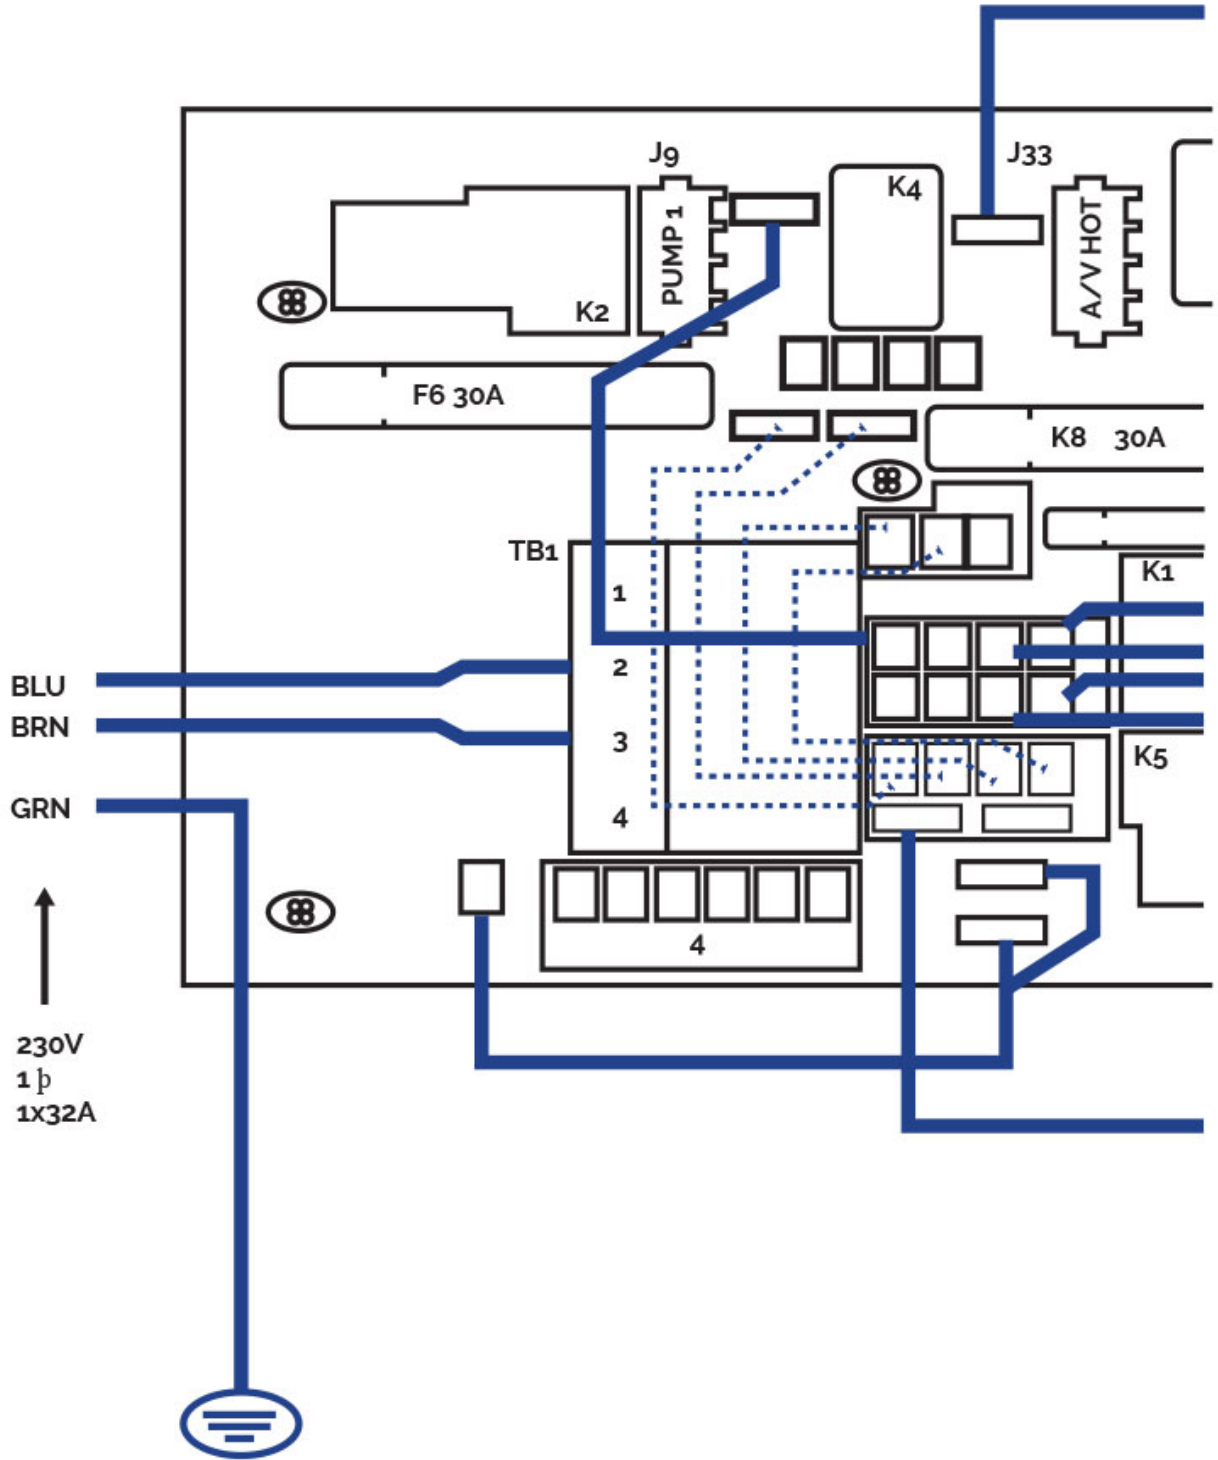 J9
J33
K4
PUMP 1
A/V HOT
K2
F6 30A
K8 30A
TB1
K1
1
BLU
2
BRN
3
K5
GRN
4
4
230V
1 þ
1x32A